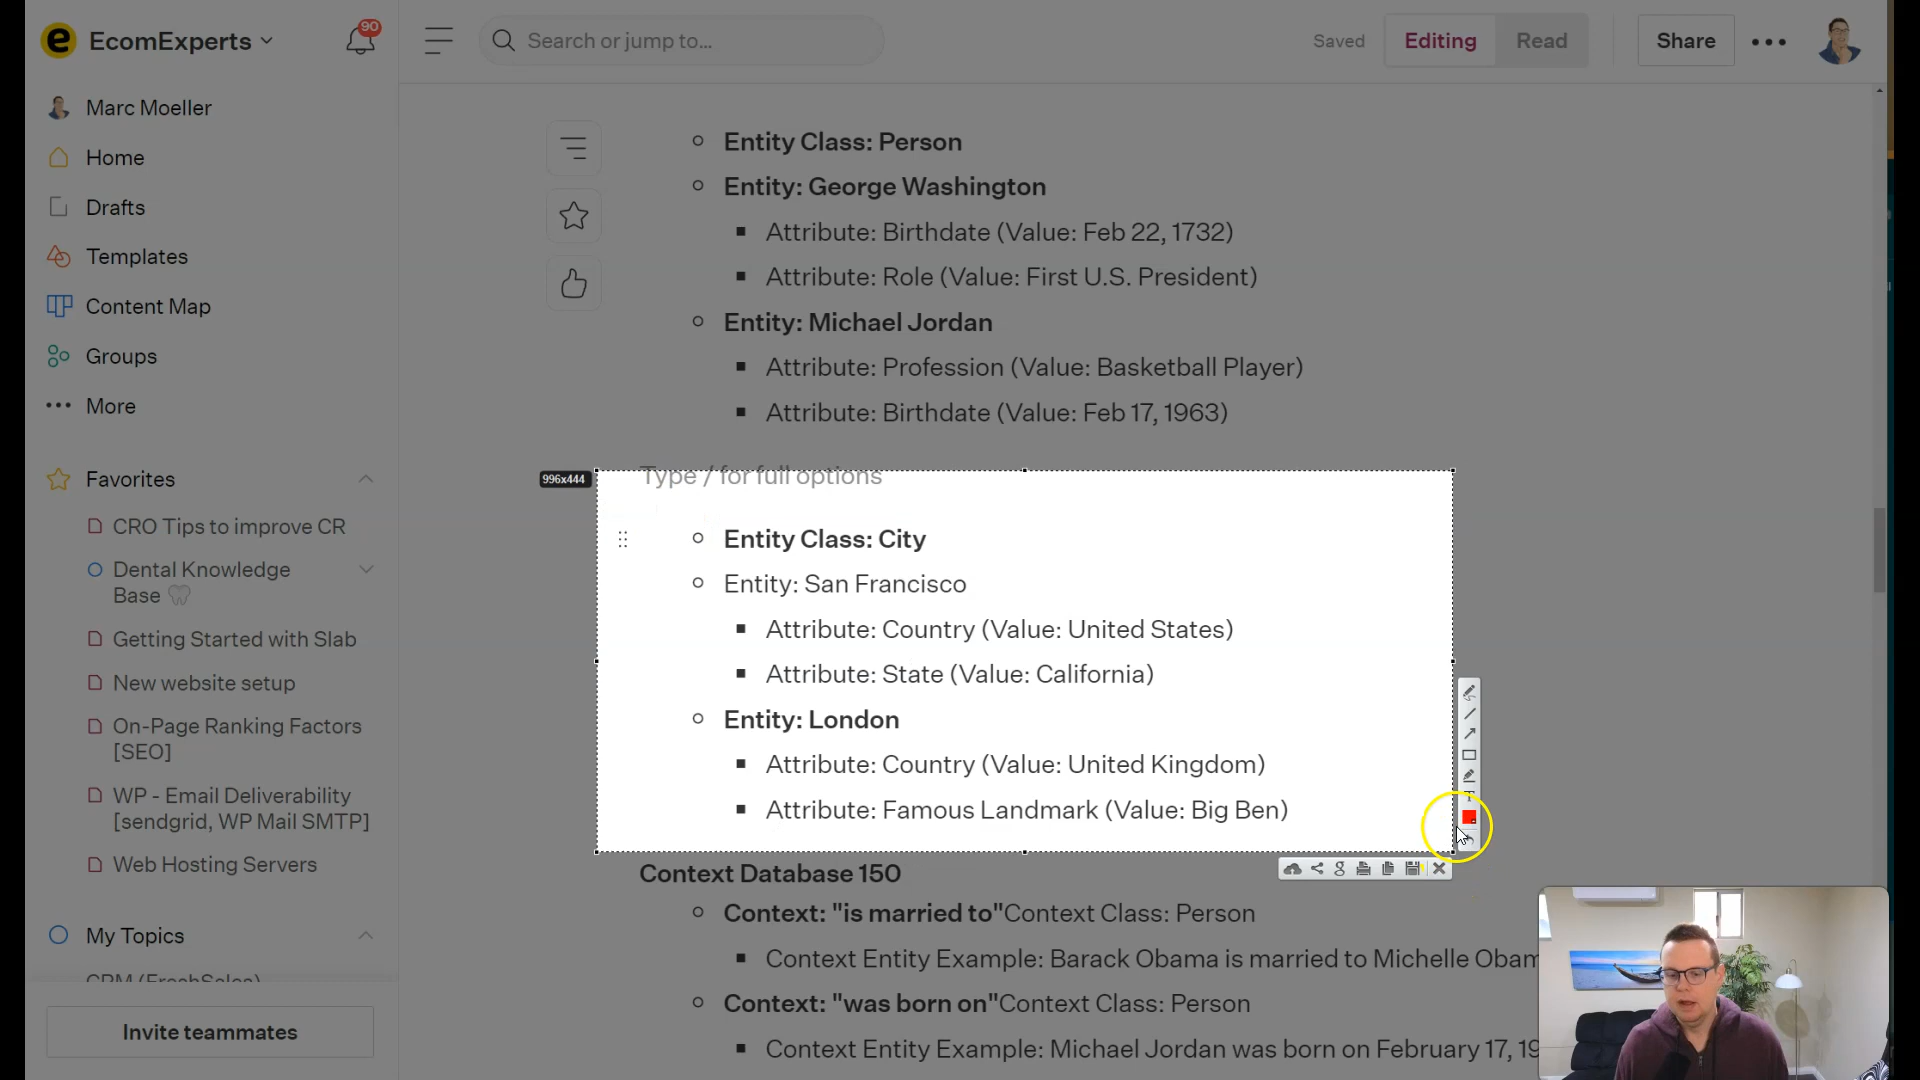 EcomExperts
90
Search or jump to...
Saved
Editing
Read
Share
Marc Moeller
Home
Drafts
Templates
Content Map
Groups
More
Favorites
CRO Tips to improve CR
Dental Knowledge
Base
Getting Started with Slab
New website setup
On-Page Ranking Factors
[SEO]
WP - Email Deliverability
[sendgrid, WP Mail SMTP]
Web Hosting Servers
My Topics
CRM (FreshSales)
Invite teammates
Entity Class: Person
Entity: George Washington
Attribute: Birthdate (Value: Feb 22, 1732)
Attribute: Role (Value: First U.S. President)
Entity: Michael Jordan
Attribute: Profession (Value: Basketball Player)
Attribute: Birthdate (Value: Feb 17, 1963)
996x444
Type / for full options
Entity Class: City
Entity: San Francisco
Attribute: Country (Value: United States)
Attribute: State (Value: California)
Entity: London
Attribute: Country (Value: United Kingdom)
Attribute: Famous Landmark (Value: Big Ben)
Context Database 150
Context: "is married to"Context Class: Person
Context Entity Example: Barack Obama is married to Michelle Obam
Context: "was born on"Context Class: Person
Context Entity Example: Michael Jordan was born on February 17, 19